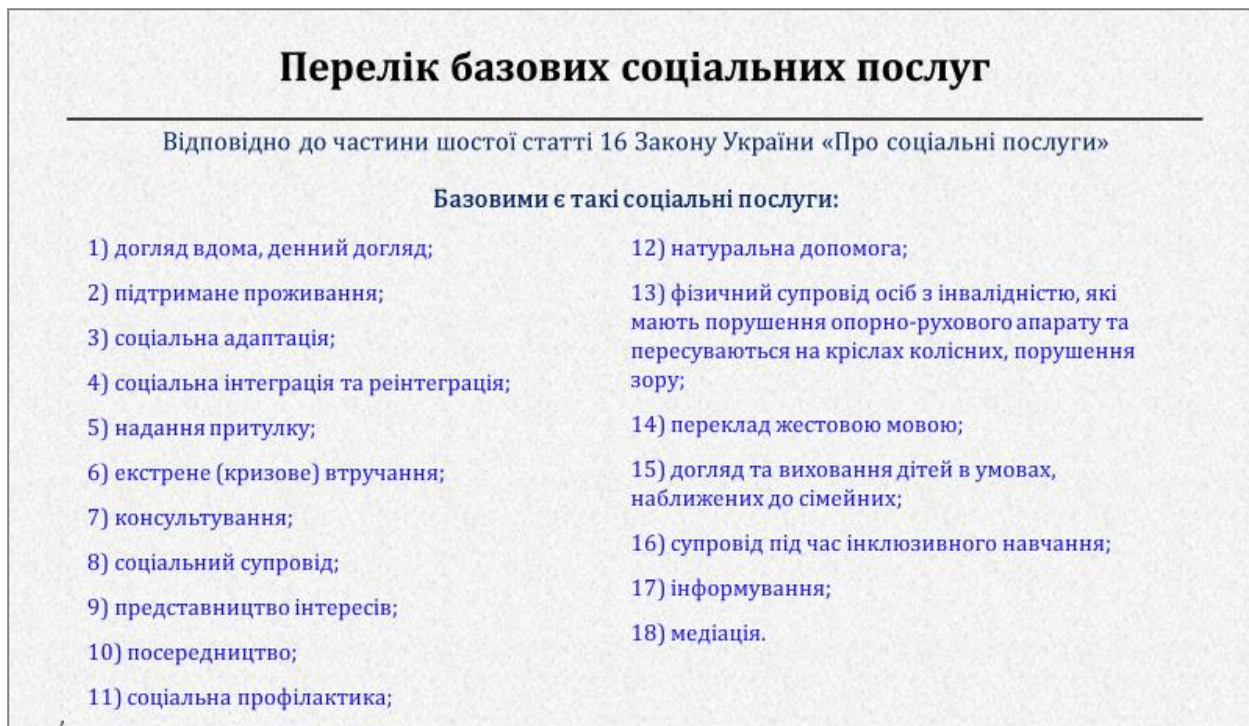 Перелік базових соціальних послуг
Відповідно до частини шостої статті 16 Закону України «Про соціальні послуги»
Базовими є такі соціальні послуги:
1) догляд вдома, денний догляд;
2) підтримане проживання;
3) соціальна адаптація;
4) соціальна інтеграція та реінтеграція;
5) надання притулку;
6) екстрене (кризове) втручання;
7) консультування;
8) соціальний супровід;
9) представництво інтересів;
10) посередництво;
11) соціальна профілактика;
12) натуральна допомога;
13) фізичний супровід осіб з інвалідністю, які
мають порушення опорно-рухового апарату та
пересуваються на кріслах колісних, порушення
зору;
14) переклад жестовою мовою;
15) догляд та виховання дітей в умовах,
наближених до сімейних;
16) супровід під час інклюзивного навчання;
17) інформування;
18) медіація.